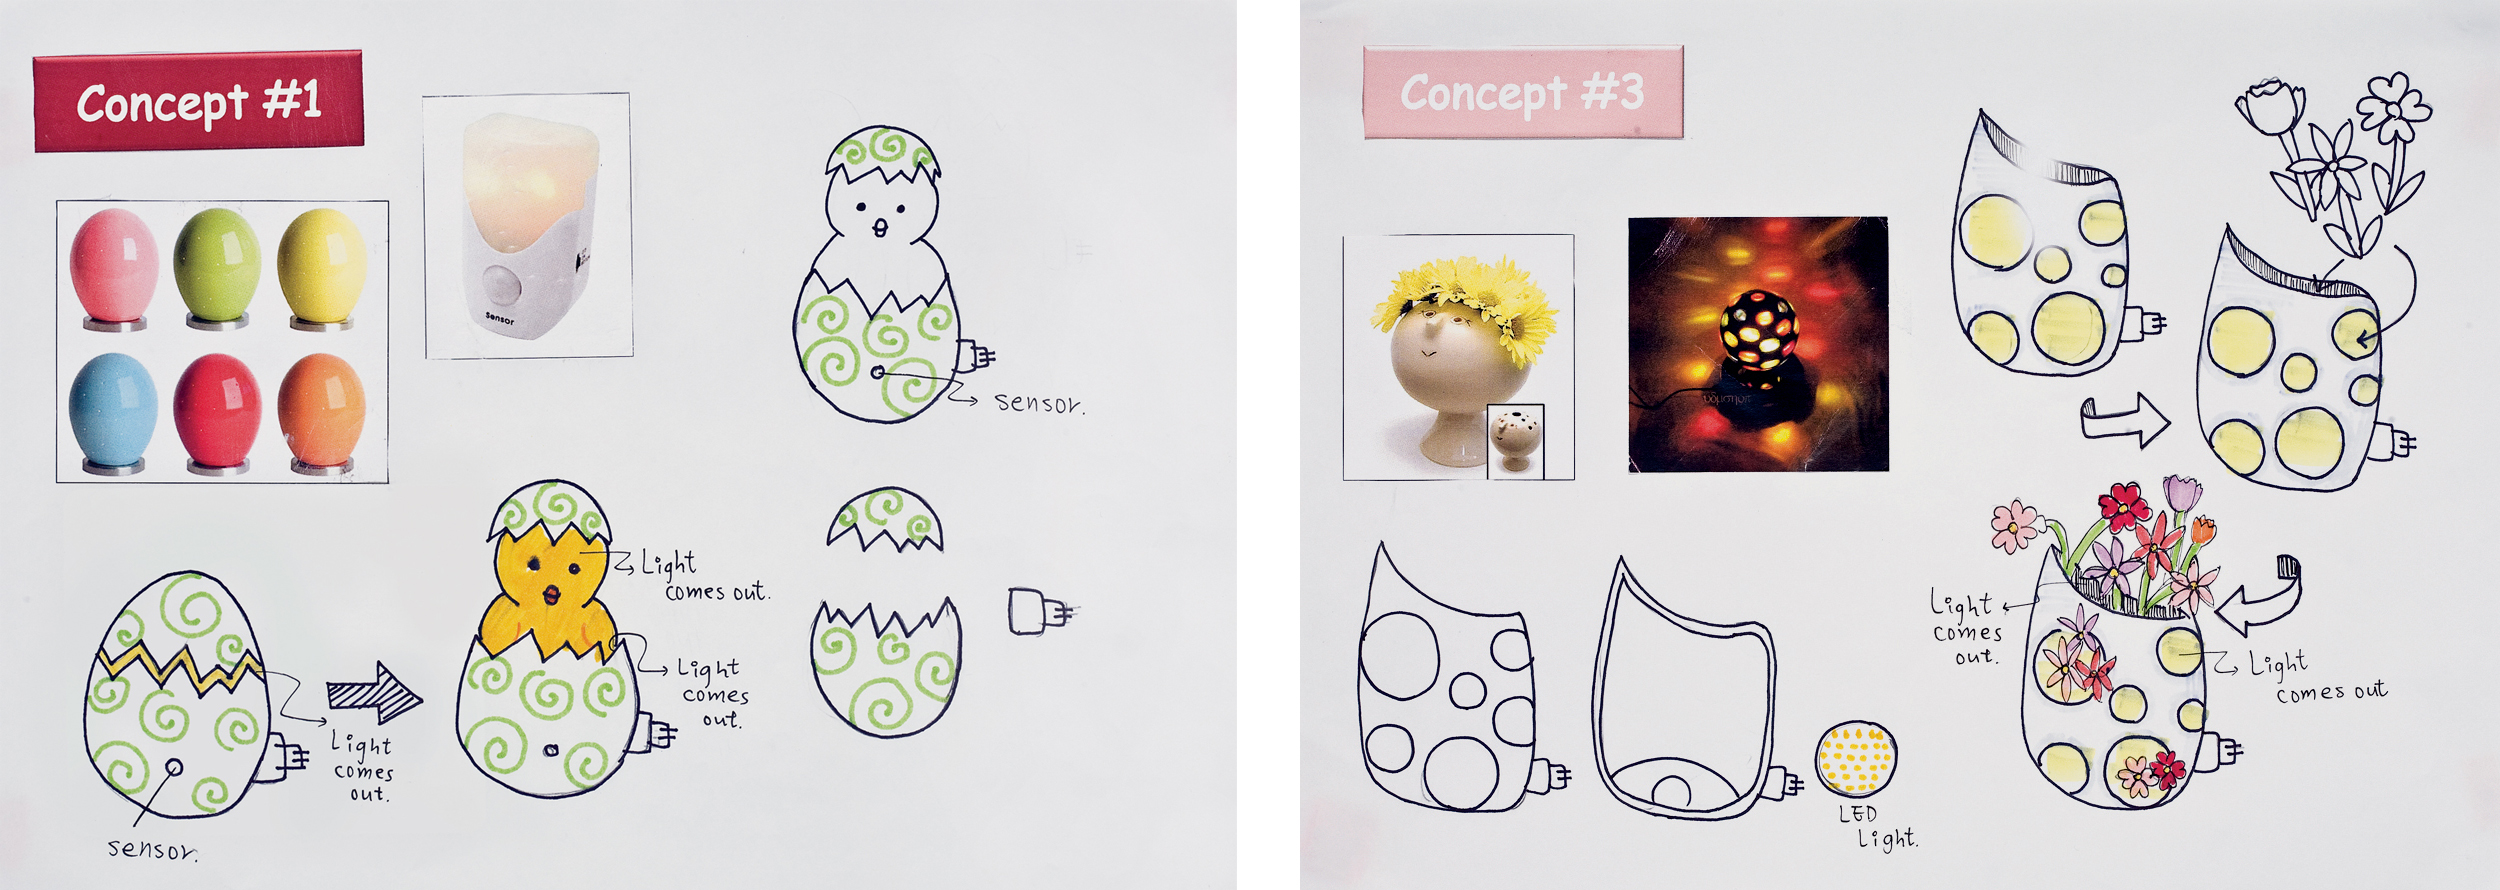 Concept #1
sensor
sensor.
Light
comes out.
Light
comes
out.
Light
comes
out.
sensor.
Concept #3
Light
comes
out.
Light
comes out
LED
Light.